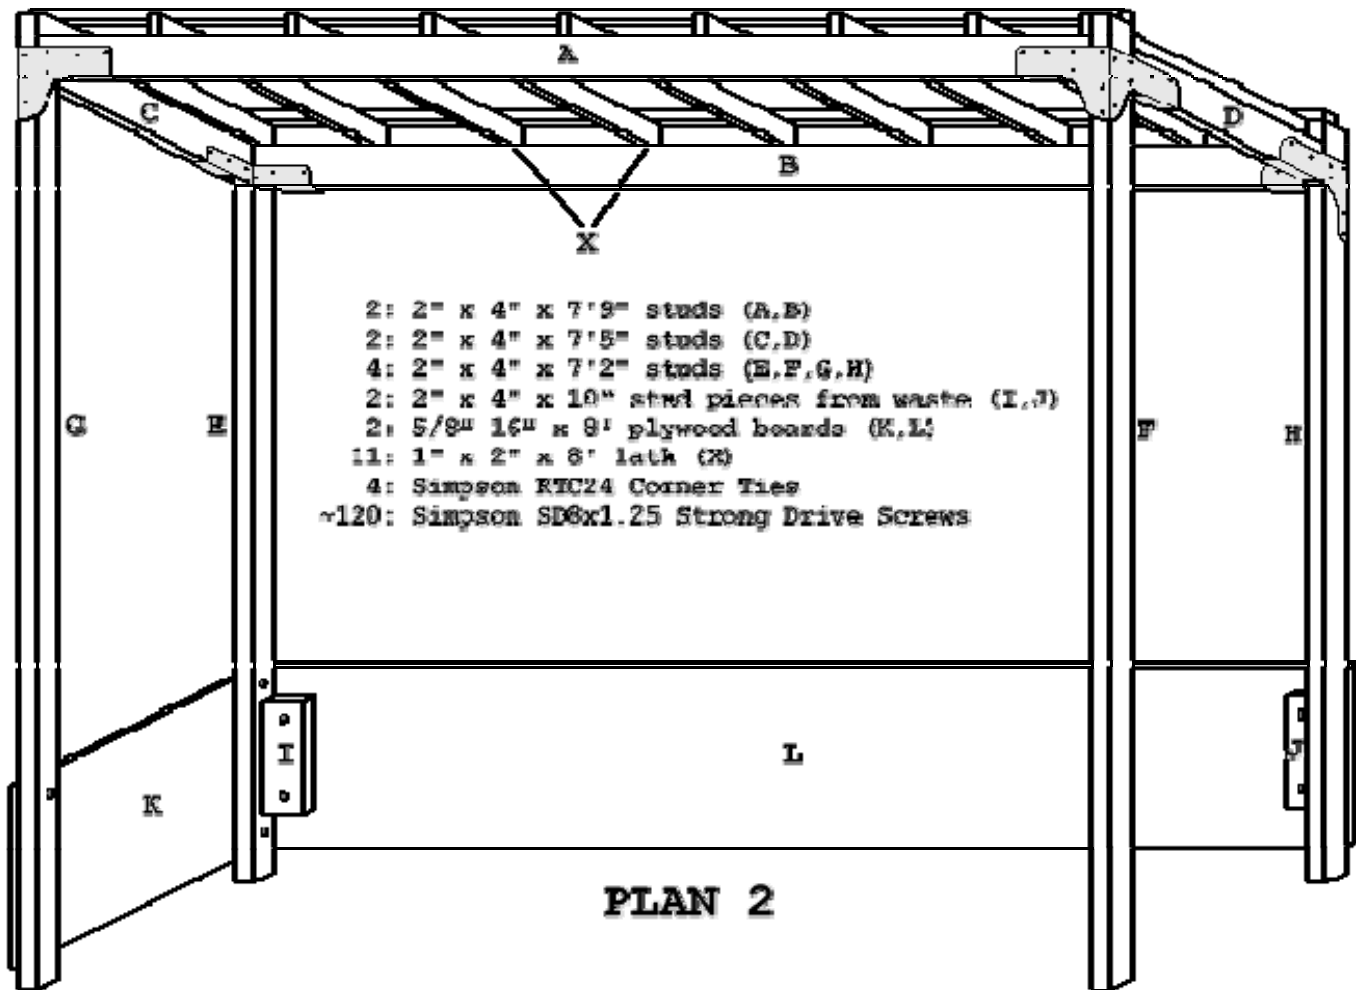 A
C
D
B
X
2: 2" x 4" x 7'9" studs (A,B)
2: 2" x 4" x 7'5" studs (C,D)
4: 2" x 4" x 7'2" studs (E,F,G,H)
2: 2" x 4" x 10" stud pieces from waste (I,J)
2: 5/8" 16" x 8' plywood boards (K,L)
11: 1" x 2" x 8' lath (X)
4: Simpson RTC24 Corner Ties
~120: Simpson SD8x1.25 Strong Drive Screws
G
E
F
H
I
L
J
K
PLAN 2